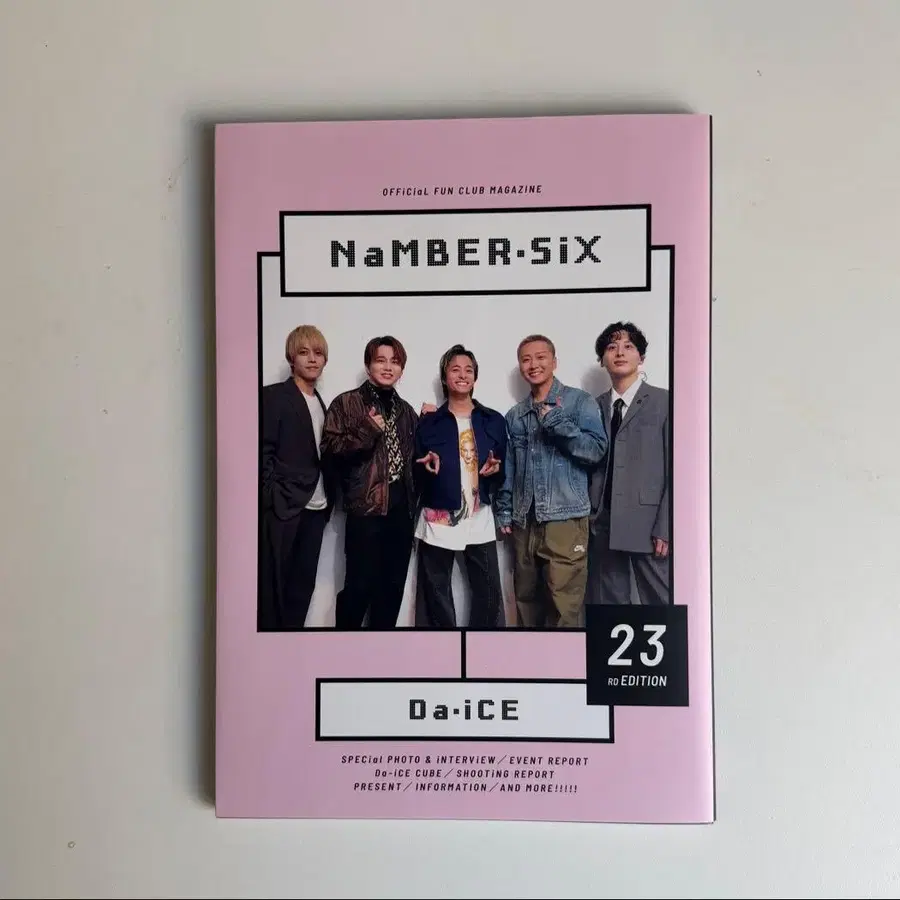 OFFiCiaL FUN CLUB MAGAZINE
NaMBER・SiX
23
RD EDITION
Da・iCE
SPECial PHOTO & iNTERViEW／EVENT REPORT
Da-iCE CUBE／SHOOTiNG REPORT
PRESENT／INFORMATION／AND MORE!!!!!